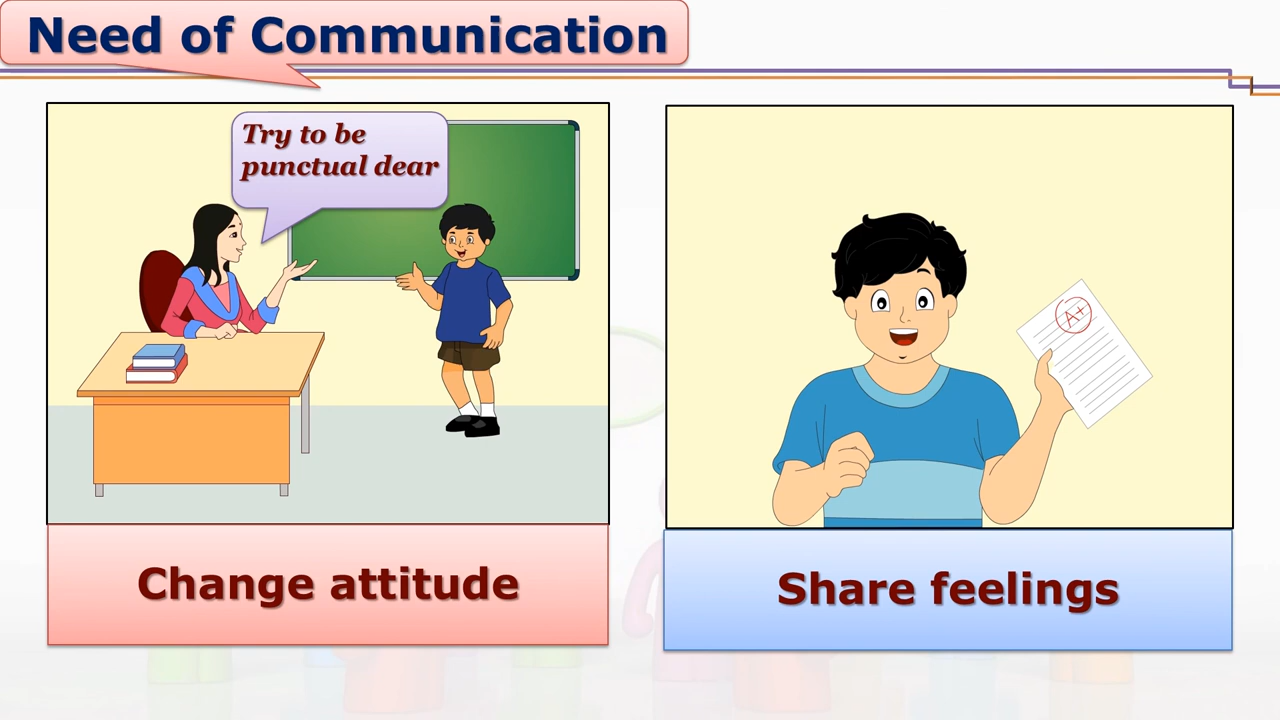 Need of Communication
Try to be
punctual dear
A+
Change attitude
Share feelings